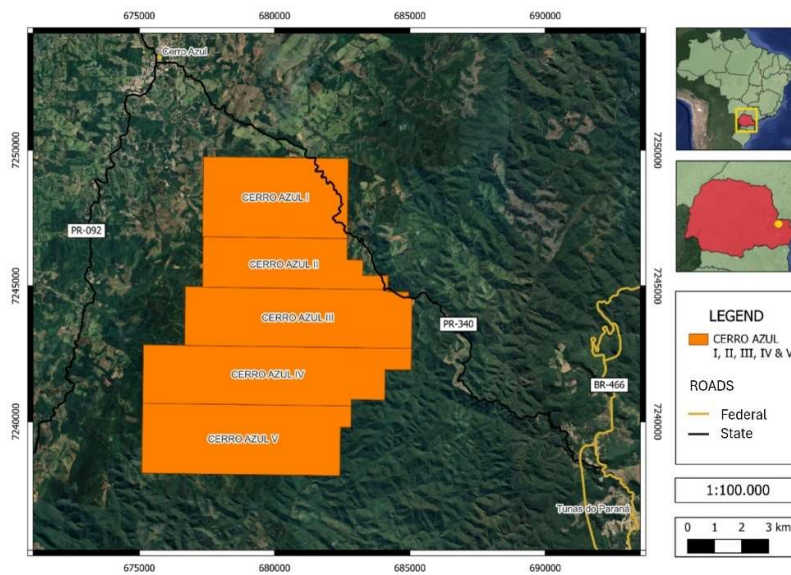 675000
680000
685000
690000
Cerro Azul
7250000
7250000
CERRO AZUL I
PR-092
CERRO AZUL II
7245000
7245000
CERRO AZUL III
PR-340
CERRO AZUL IV
BR-466
7240000
7240000
CERRO AZUL V
Tunas do Paraná
675000
680000
685000
690000
LEGEND
CERRO AZUL
I, II, III, IV & V
ROADS
Federal
State
1:100.000
0 1 2 3 km